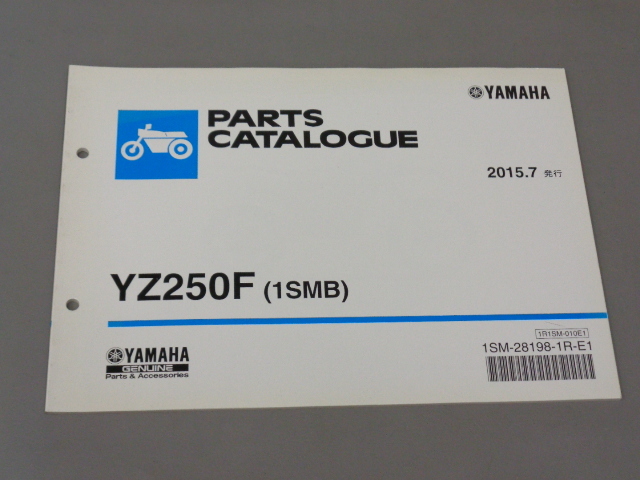 YAMAHA
PARTS
CATALOGUE
2015.7 発行
YZ250F (1SMB)
1R1SM-010E1
1SM-28198-1R-E1
YAMAHA
GENUINE
Parts & Accessories